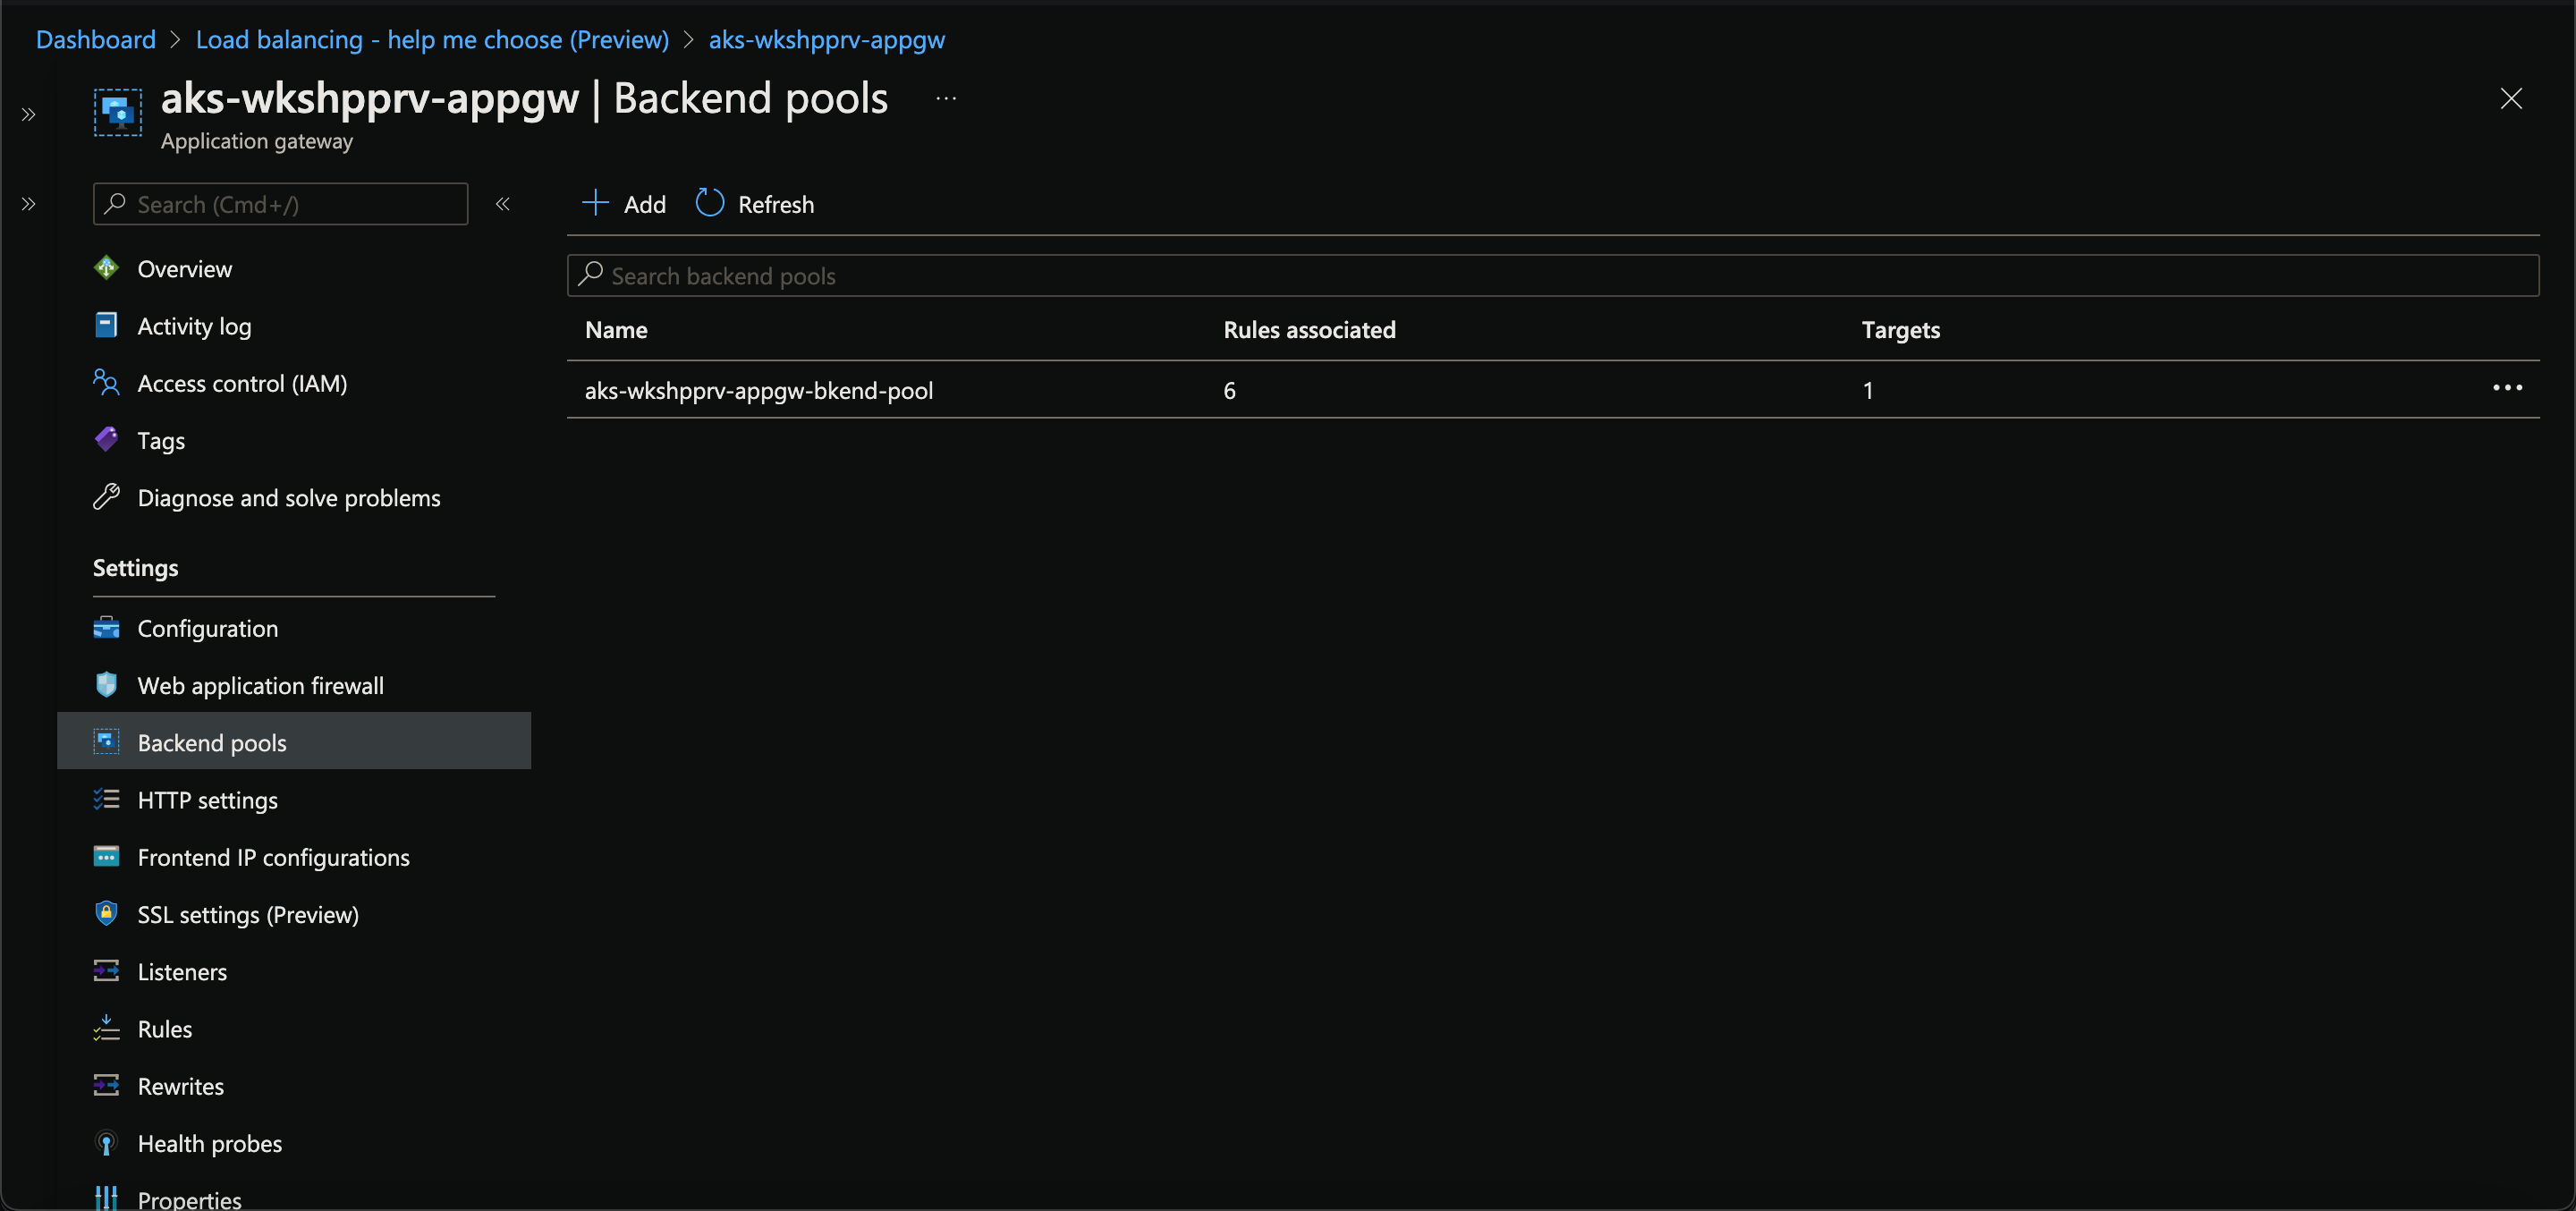 Dashboard > Load balancing - help me choose (Preview) > aks-wkshpprv-appgw
aks-wkshpprv-appgw | Backend pools ...
Application gateway
Search (Cmd+/)
Add
Refresh
Search backend pools
Name Rules associated Targets
aks-wkshpprv-appgw-bkend-pool 6 1
Overview
Activity log
Access control (IAM)
Tags
Diagnose and solve problems
Settings
Configuration
Web application firewall
Backend pools
HTTP settings
Frontend IP configurations
SSL settings (Preview)
Listeners
Rules
Rewrites
Health probes
Properties